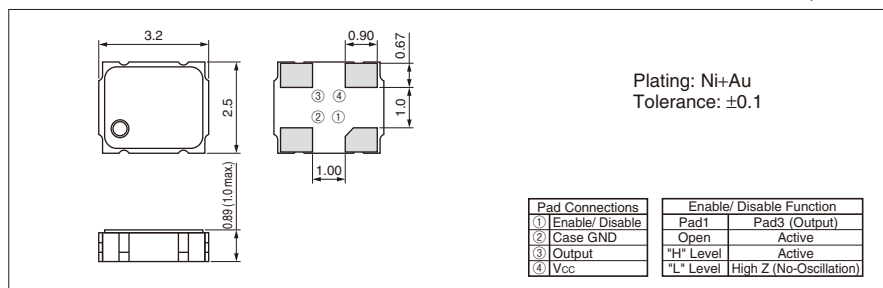 3.2
0.90
0.67
2.5
③ ④
② ①
1.0
1.00
0.89 (1.0 max.)
Plating: Ni+Au
Tolerance: ±0.1
Pad Connections
① Enable/ Disable
② Case GND
③ Output
④ Vcc
Enable/ Disable Function
Pad1 Pad3 (Output)
Open Active
"H" Level Active
"L" Level High Z (No-Oscillation)